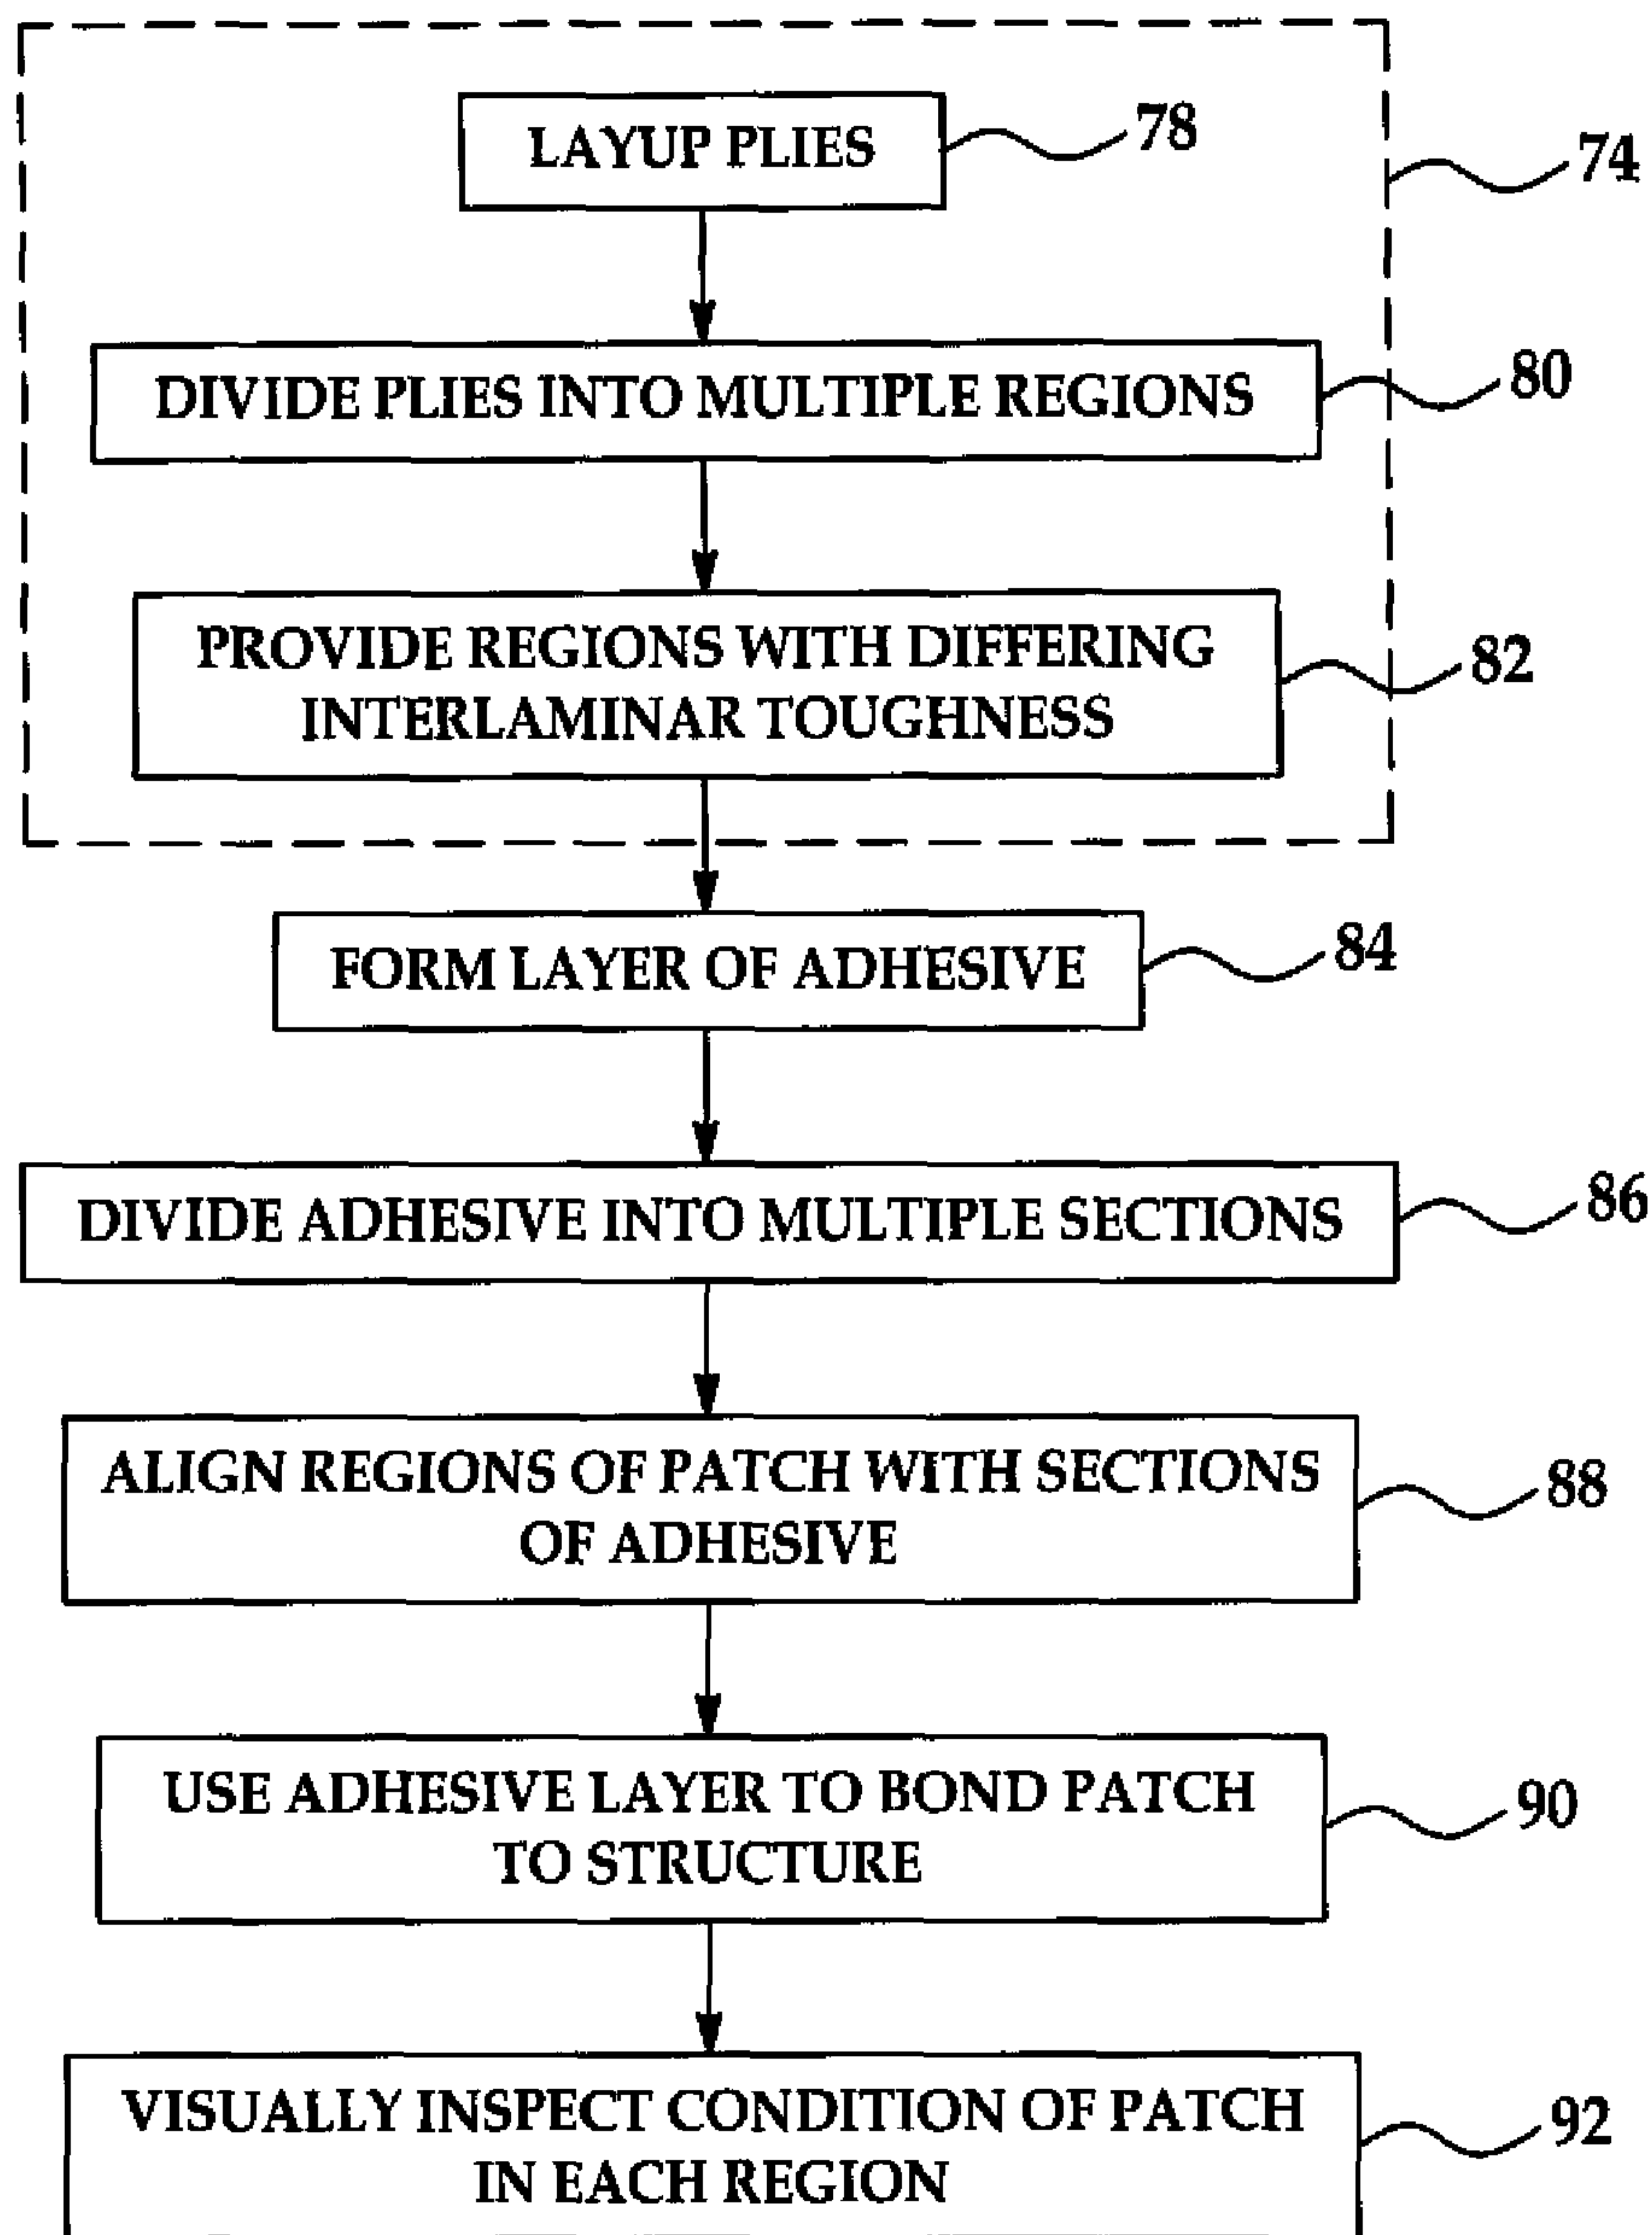 LAYUP PLIES
78
74
DIVIDE PLIES INTO MULTIPLE REGIONS
80
PROVIDE REGIONS WITH DIFFERING
INTERLAMINAR TOUGHNESS
82
FORM LAYER OF ADHESIVE
84
DIVIDE ADHESIVE INTO MULTIPLE SECTIONS
86
ALIGN REGIONS OF PATCH WITH SECTIONS
OF ADHESIVE
88
USE ADHESIVE LAYER TO BOND PATCH
TO STRUCTURE
90
VISUALLY INSPECT CONDITION OF PATCH
IN EACH REGION
92